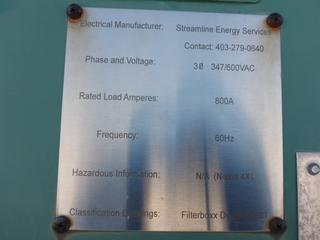 Electrical Manufacturer: Streamline Energy Services
Contact: 403-279-0640
Phase and Voltage: 3Ø 347/600VAC
Rated Load Amperes: 800A
Frequency: 60Hz
Hazardous Information: N/A (Nema 4X)
Classification Drawings: Filterboxx